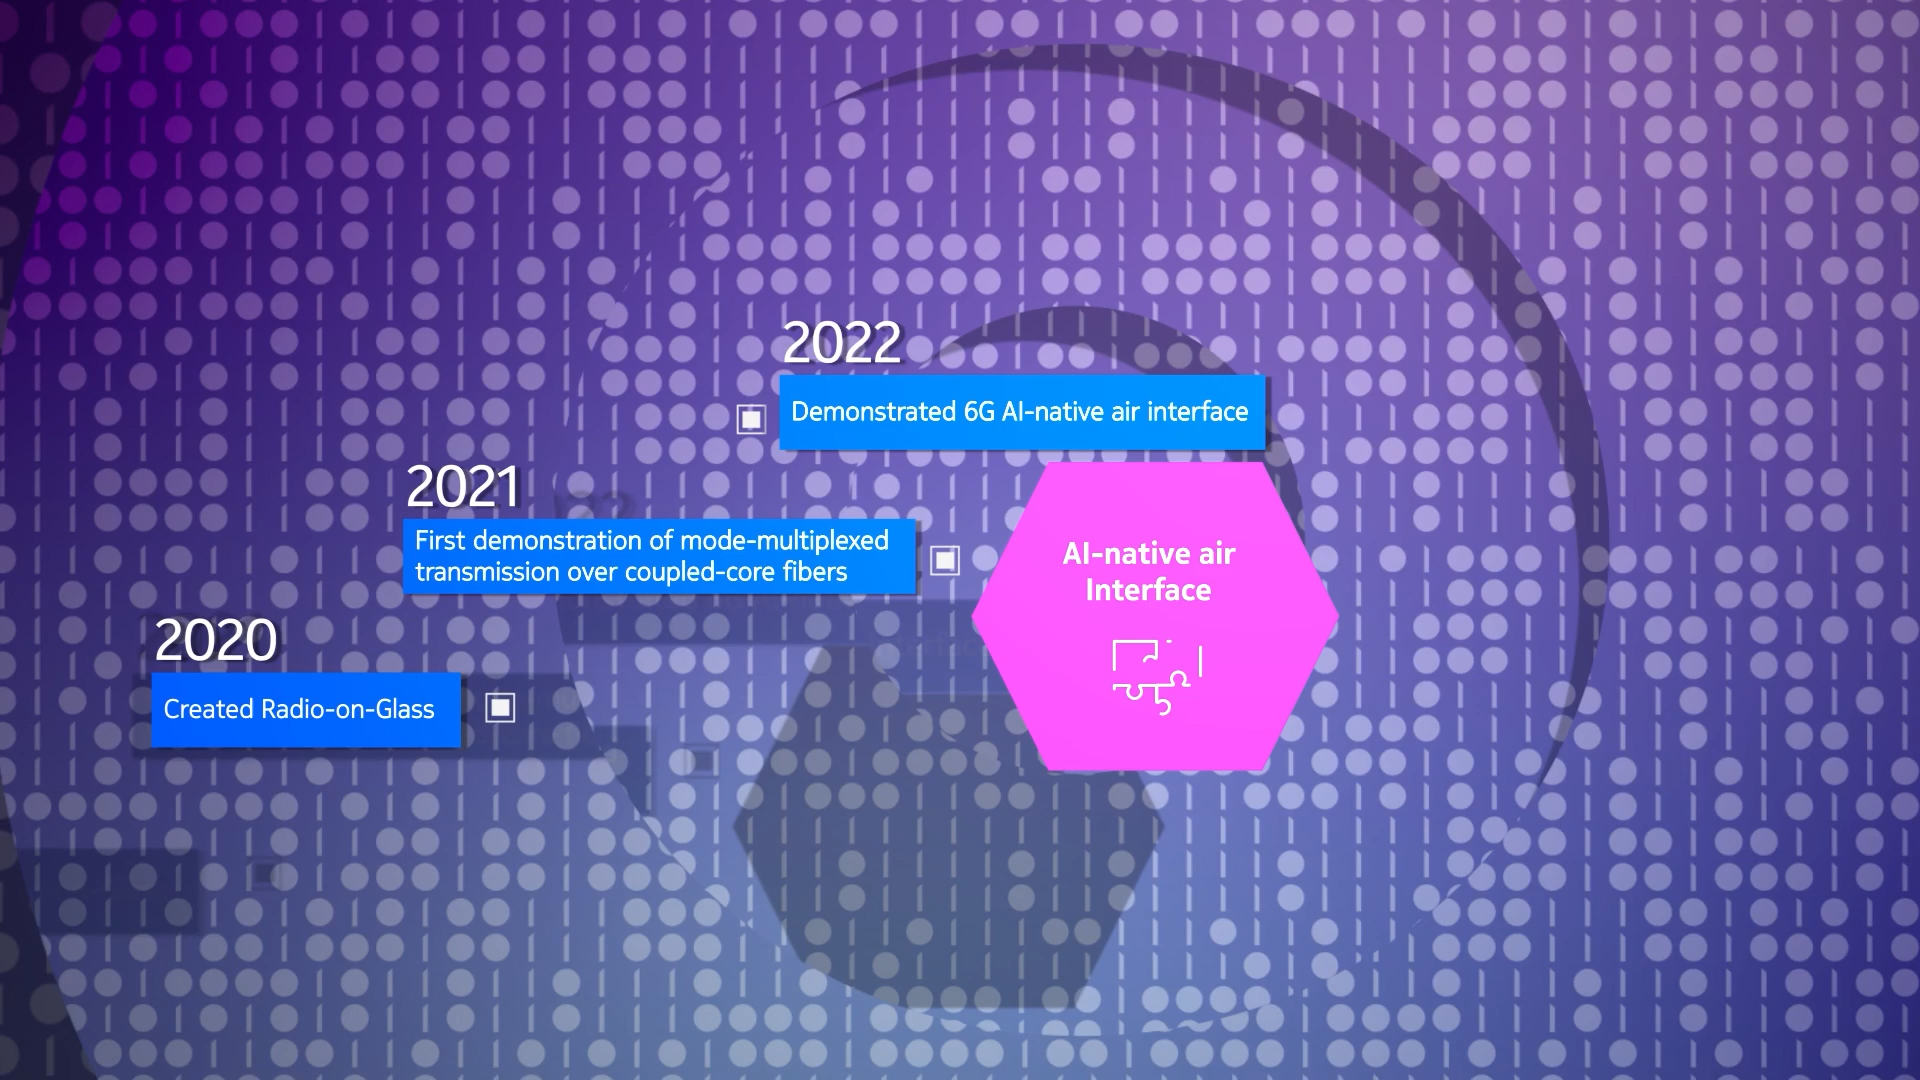 2022
Demonstrated 6G AI-native air interface
2021
First demonstration of mode-multiplexed
transmission over coupled-core fibers
AI-native air
Interface
2020
Created Radio-on-Glass